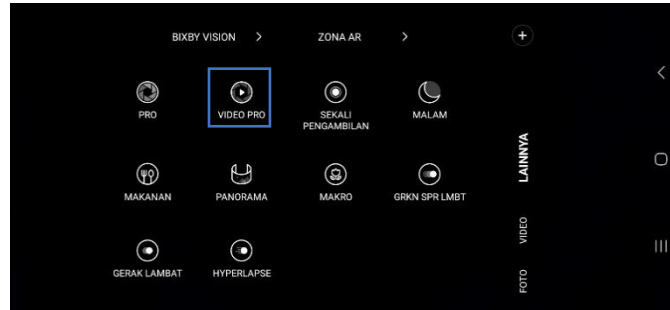 BIXBY VISION >
ZONA AR >
PRO
VIDEO PRO
SEKALI
PENGAMBILAN
MALAM
MAKANAN
PANORAMA
MAKRO
GRKN SPR LMBT
GERAK LAMBAT
HYPERLAPSE
LAINNYA
VIDEO
FOTO